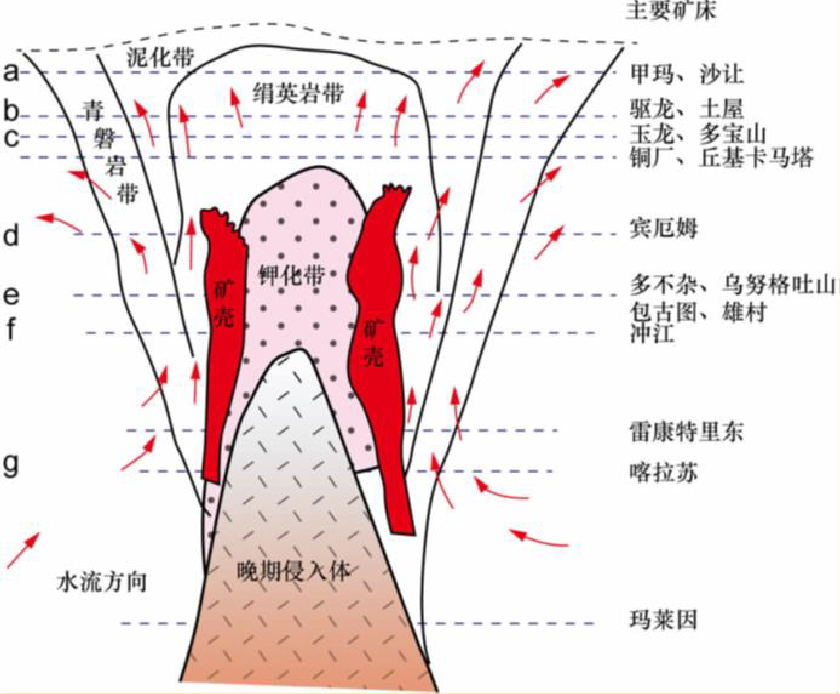 主要矿床
泥化带
a
甲玛、沙让
绢英岩带
b
青
驱龙、土屋
c
磐
玉龙、多宝山
岩
铜厂、丘基卡马塔
带
d
宾厄姆
钾化带
e
多不杂、乌努格吐山
矿
壳
包古图、雄村
f
冲江
矿
壳
雷康特里东
g
喀拉苏
晚期侵入体
水流方向
玛莱因